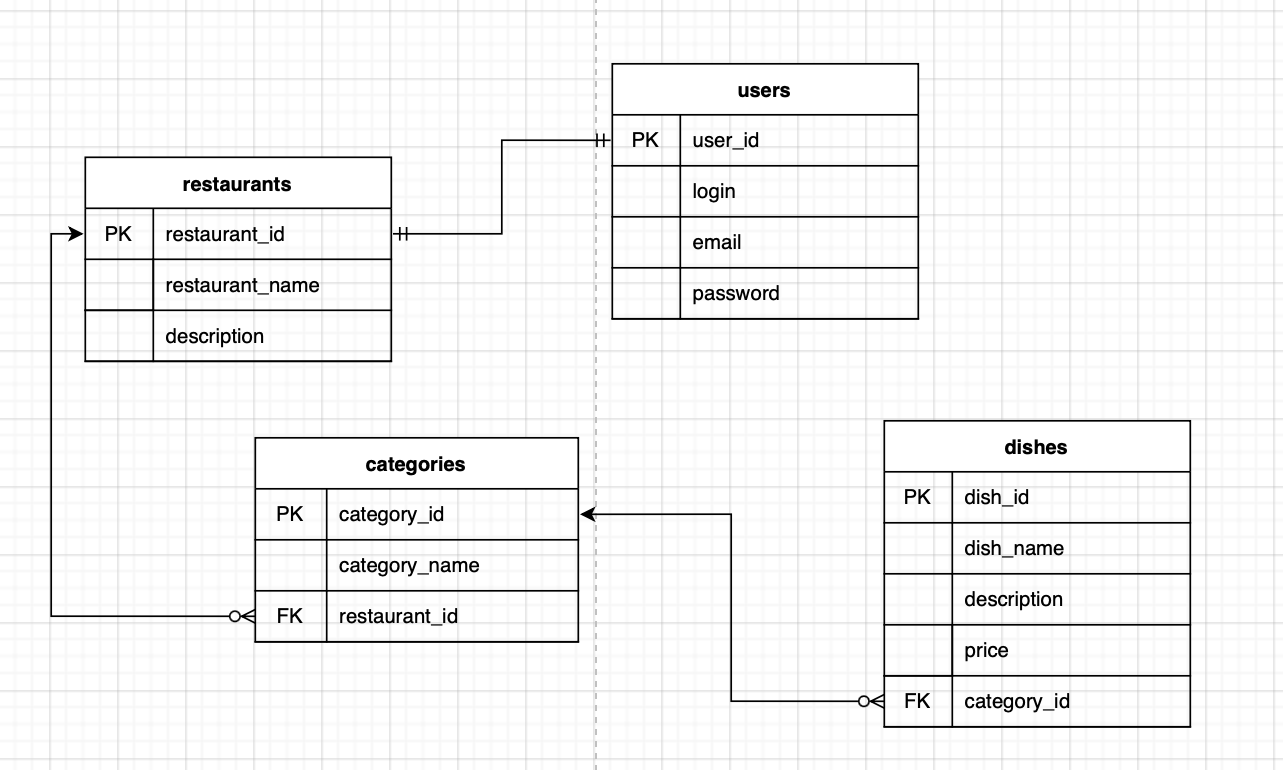 users
PK user_id
login
email
password
restaurants
PK restaurant_id
restaurant_name
description
categories
PK category_id
category_name
FK restaurant_id
dishes
PK dish_id
dish_name
description
price
FK category_id